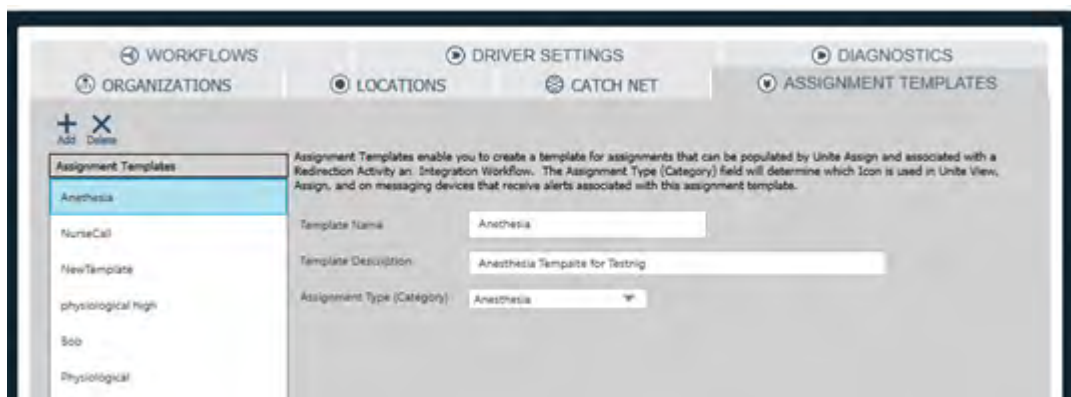 WORKFLOWS
DRIVER SETTINGS
DIAGNOSTICS
ORGANIZATIONS
LOCATIONS
CATCH NET
ASSIGNMENT TEMPLATES
Add Delete
Assignment Templates
Anethesia
NurseCall
NewTemplate
physiological high
Bob
Physiological
Assignment Templates enable you to create a template for assignments that can be populated by Unite Assign and associated with a
Redirection Activity an Integration Workflow. The Assignment Type (Category) field will determine which Icon is used in Unite View,
Assign, and on messaging devices that receive alerts associated with this assignment template.
Template Name Anethesia
Template Description Anesthesia Tempalte for Testnig
Assignment Type (Category) Anesthesia